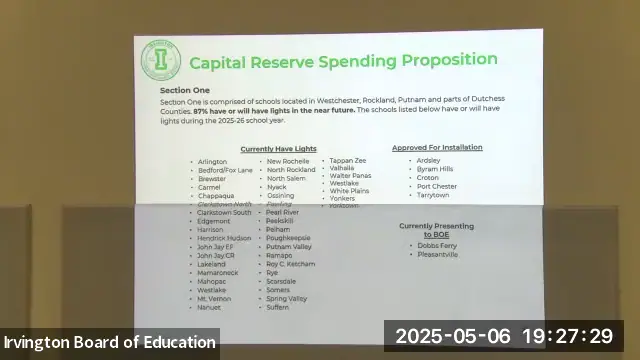 Capital Reserve Spending Proposition
Section One
Section One is comprised of schools located in Westchester, Rockland, Putnam and parts of Dutchess
Counties. 87% have or will have lights in the near future. The schools listed below have or will have
lights during the 2025-26 school year.
Currently Have Lights
• Arlington
• Bedford/Fox Lane
• Brewster
• Carmel
• Chappaqua
• Clarkstown North
• Clarkstown South
• Edgemont
• Harrison
• Hendrick Hudson
• John Jay EF
• John Jay CR
• Lakeland
• Mamaroneck
• Mahopac
• Westlake
• Mt. Vernon
• Nanuet
• New Rochelle
• North Rockland
• North Salem
• Nyack
• Ossining
• Pawling
• Pearl River
• Peekskill
• Pelham
• Poughkeepsie
• Putnam Valley
• Ramapo
• Roy C. Ketcham
• Rye
• Scarsdale
• Somers
• Spring Valley
• Suffern
• Tappan Zee
• Valhalla
• Walter Panas
• Westlake
• White Plains
• Yonkers
• Yorktown
Approved For Installation
• Ardsley
• Byram Hills
• Croton
• Port Chester
• Tarrytown
Currently Presenting
to BOE
• Dobbs Ferry
• Pleasantville
Irvington Board of Education
2025-05-06 19:27:29